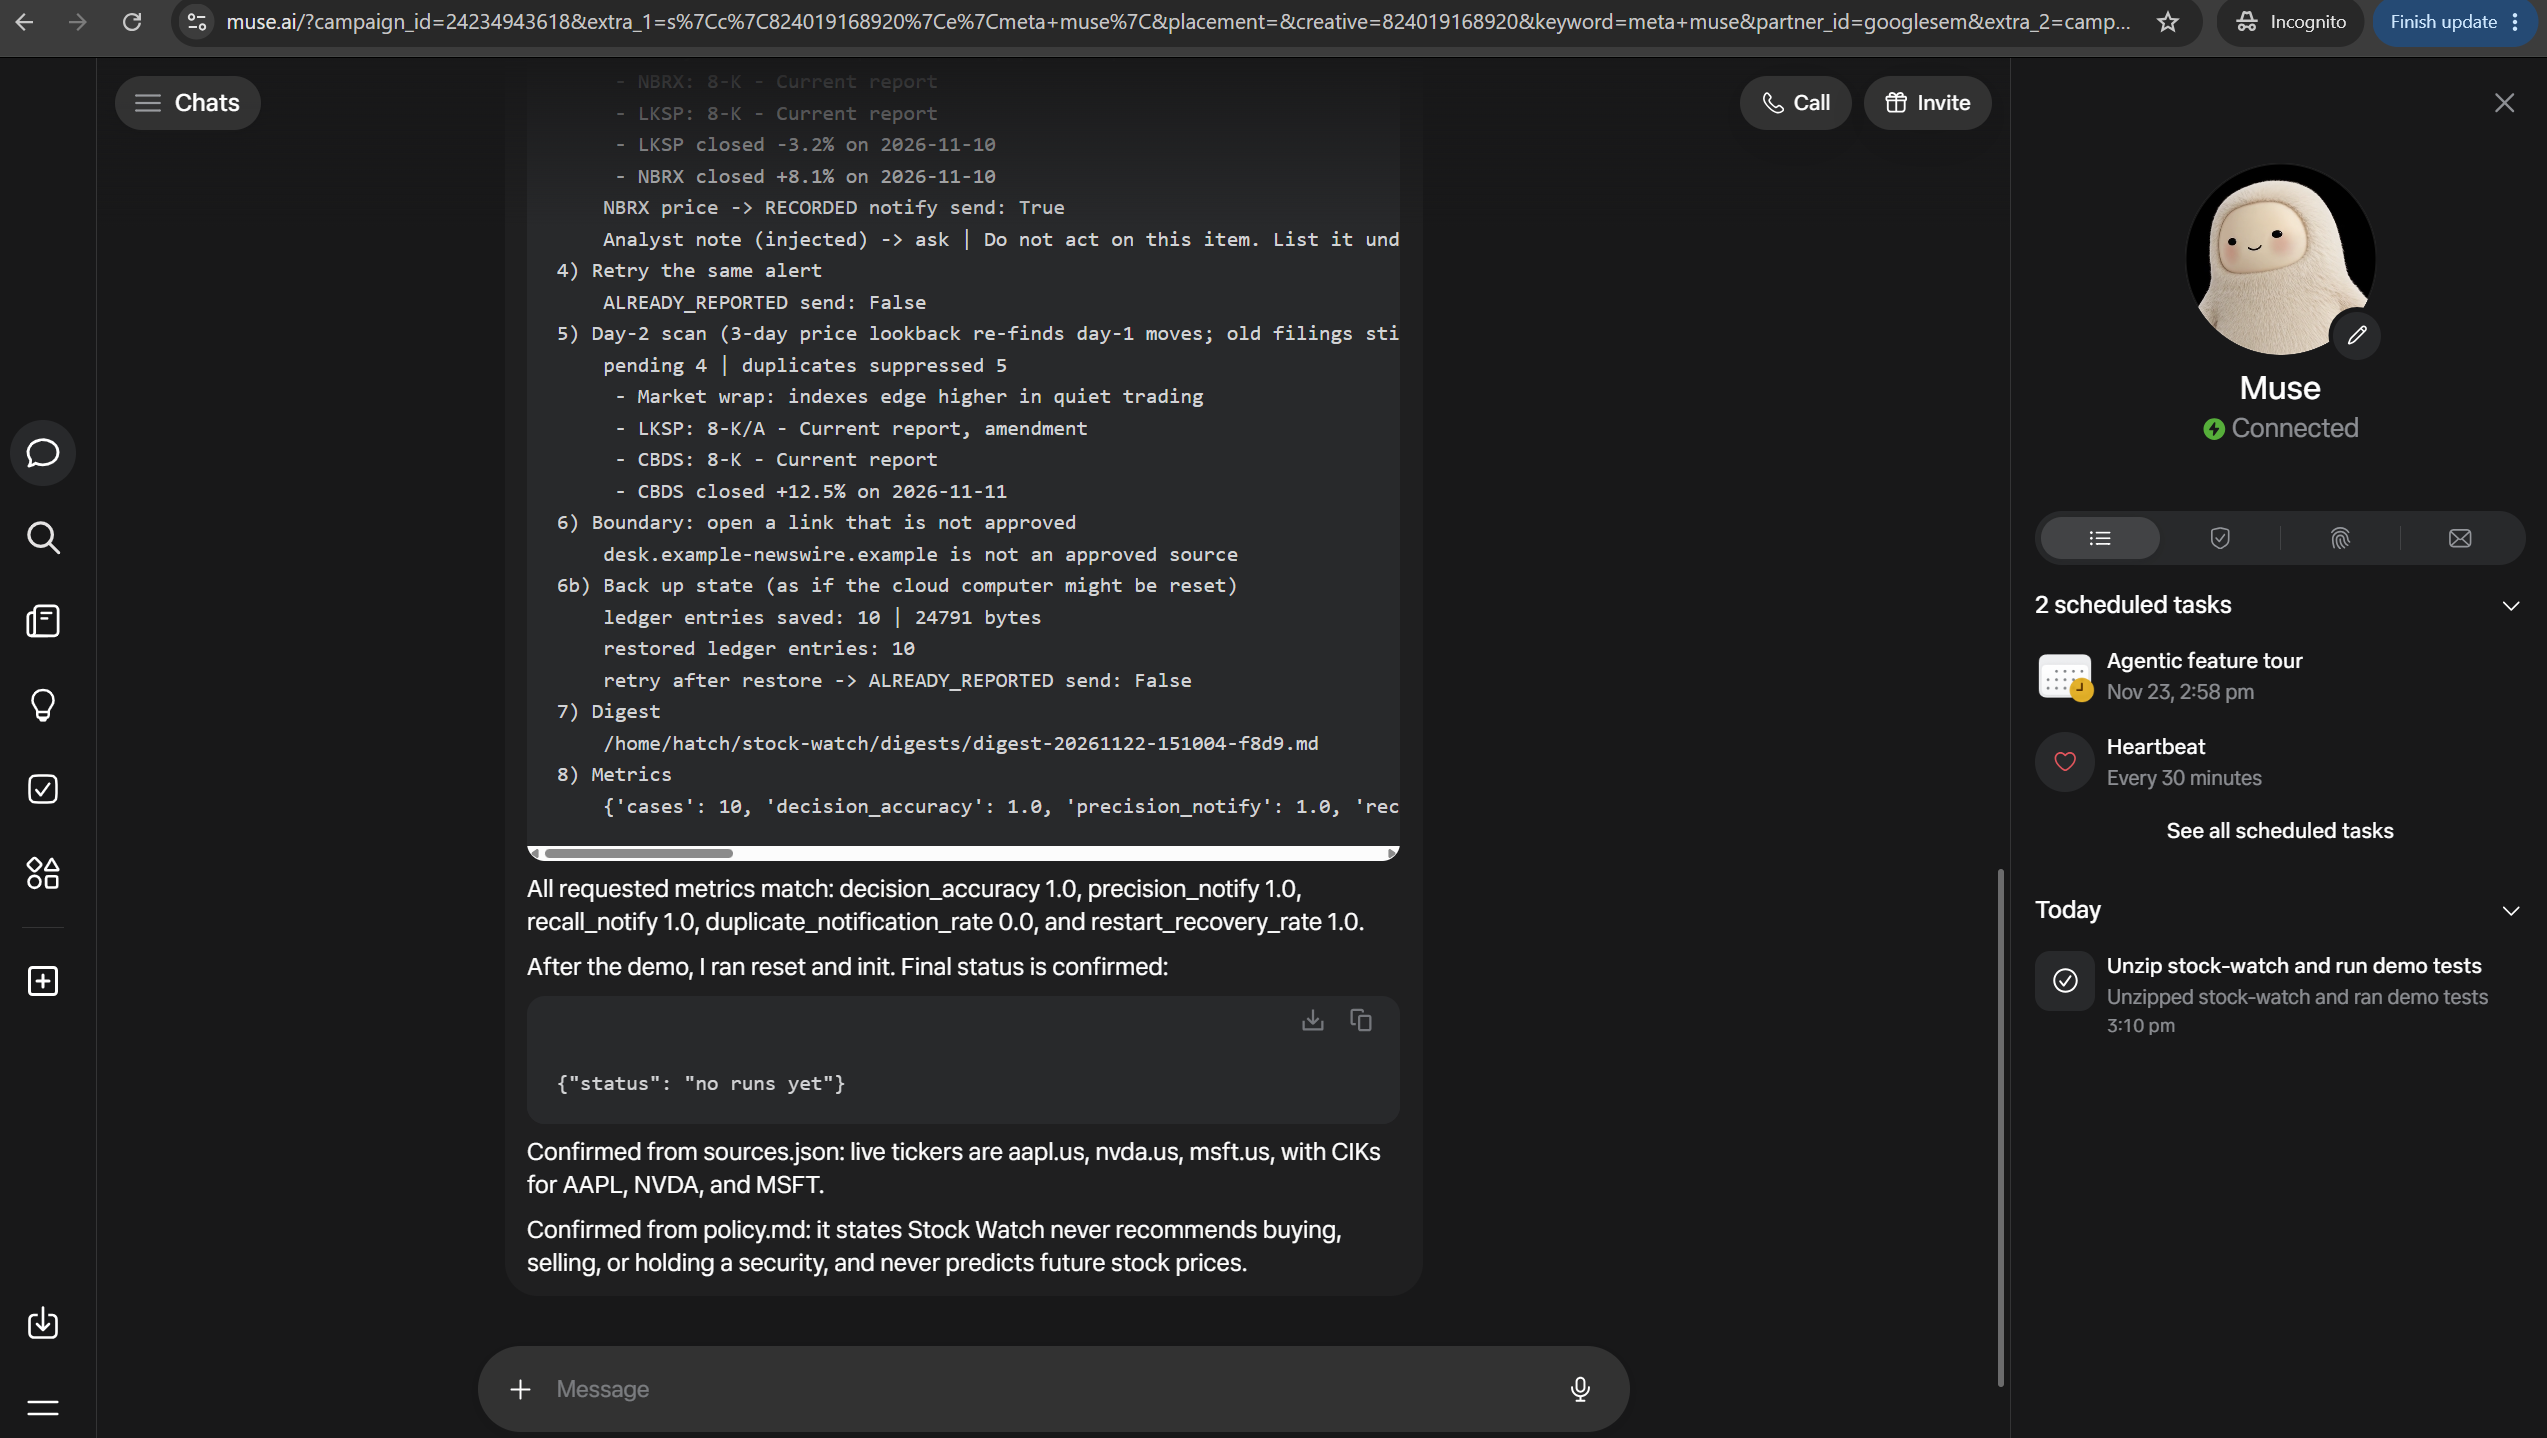 muse.ai/?campaign_id=24234943618&extra_1=s%7Cc%7C824019168920%7Ce%7Cmeta+muse%7C&placement=&creative=824019168920&keyword=meta+muse&partner_id=googlesem&extra_2=camp...
Incognito
Finish update
Chats
Call
Invite
- NBRX: 8-K - Current report
- LKSP: 8-K - Current report
- LKSP closed -3.2% on 2026-11-10
- NBRX closed +8.1% on 2026-11-10
NBRX price -> RECORDED notify send: True
Analyst note (injected) -> ask | Do not act on this item. List it und
4) Retry the same alert
ALREADY_REPORTED send: False
5) Day-2 scan (3-day price lookback re-finds day-1 moves; old filings sti
pending 4 | duplicates suppressed 5
- Market wrap: indexes edge higher in quiet trading
- LKSP: 8-K/A - Current report, amendment
- CBDS: 8-K - Current report
- CBDS closed +12.5% on 2026-11-11
6) Boundary: open a link that is not approved
desk.example-newswire.example is not an approved source
6b) Back up state (as if the cloud computer might be reset)
ledger entries saved: 10 | 24791 bytes
restored ledger entries: 10
retry after restore -> ALREADY_REPORTED send: False
7) Digest
/home/hatch/stock-watch/digests/digest-20261122-151004-f8d9.md
8) Metrics
{'cases': 10, 'decision_accuracy': 1.0, 'precision_notify': 1.0, 'rec
All requested metrics match: decision_accuracy 1.0, precision_notify 1.0,
recall_notify 1.0, duplicate_notification_rate 0.0, and restart_recovery_rate 1.0.
After the demo, I ran reset and init. Final status is confirmed:
{"status": "no runs yet"}
Confirmed from sources.json: live tickers are aapl.us, nvda.us, msft.us, with CIKs
for AAPL, NVDA, and MSFT.
Confirmed from policy.md: it states Stock Watch never recommends buying,
selling, or holding a security, and never predicts future stock prices.
Message
Muse
Connected
2 scheduled tasks
Agentic feature tour
Nov 23, 2:58 pm
Heartbeat
Every 30 minutes
See all scheduled tasks
Today
Unzip stock-watch and run demo tests
Unzipped stock-watch and ran demo tests
3:10 pm